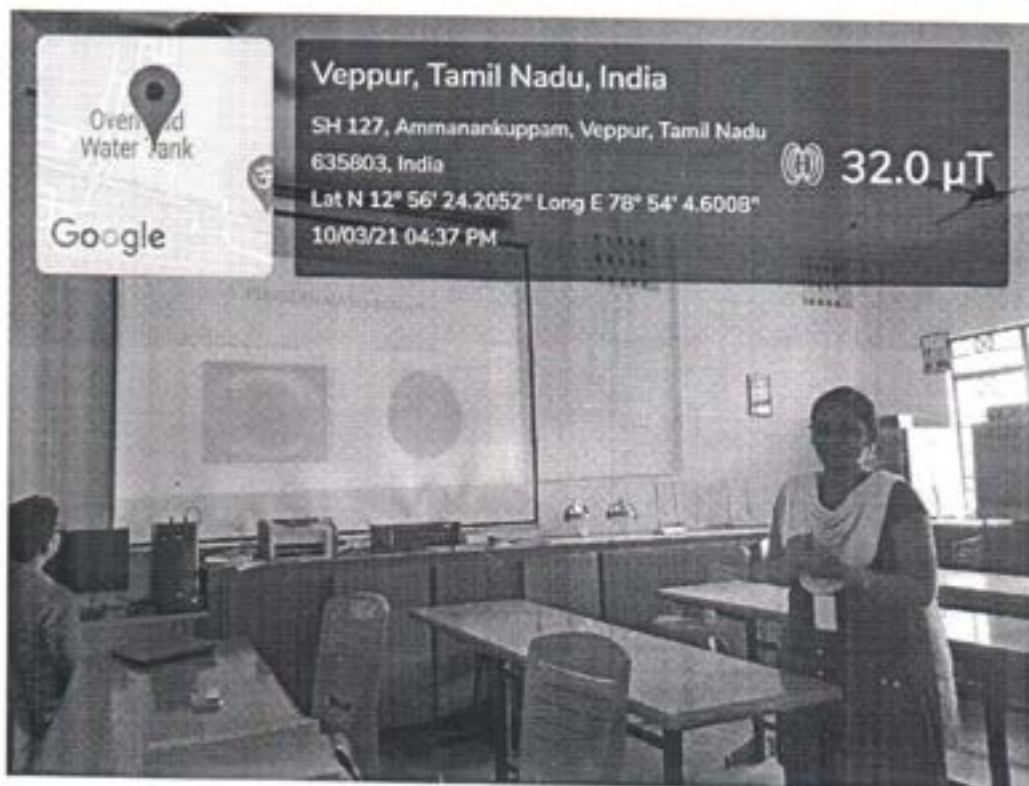 Overhead
Water Tank
Google
Veppur, Tamil Nadu, India
SH 127, Ammanankuppam, Veppur, Tamil Nadu
635803, India
Lat N 12° 56' 24.2052" Long E 78° 54' 4.6008"
10/03/21 04:37 PM
32.0 µT